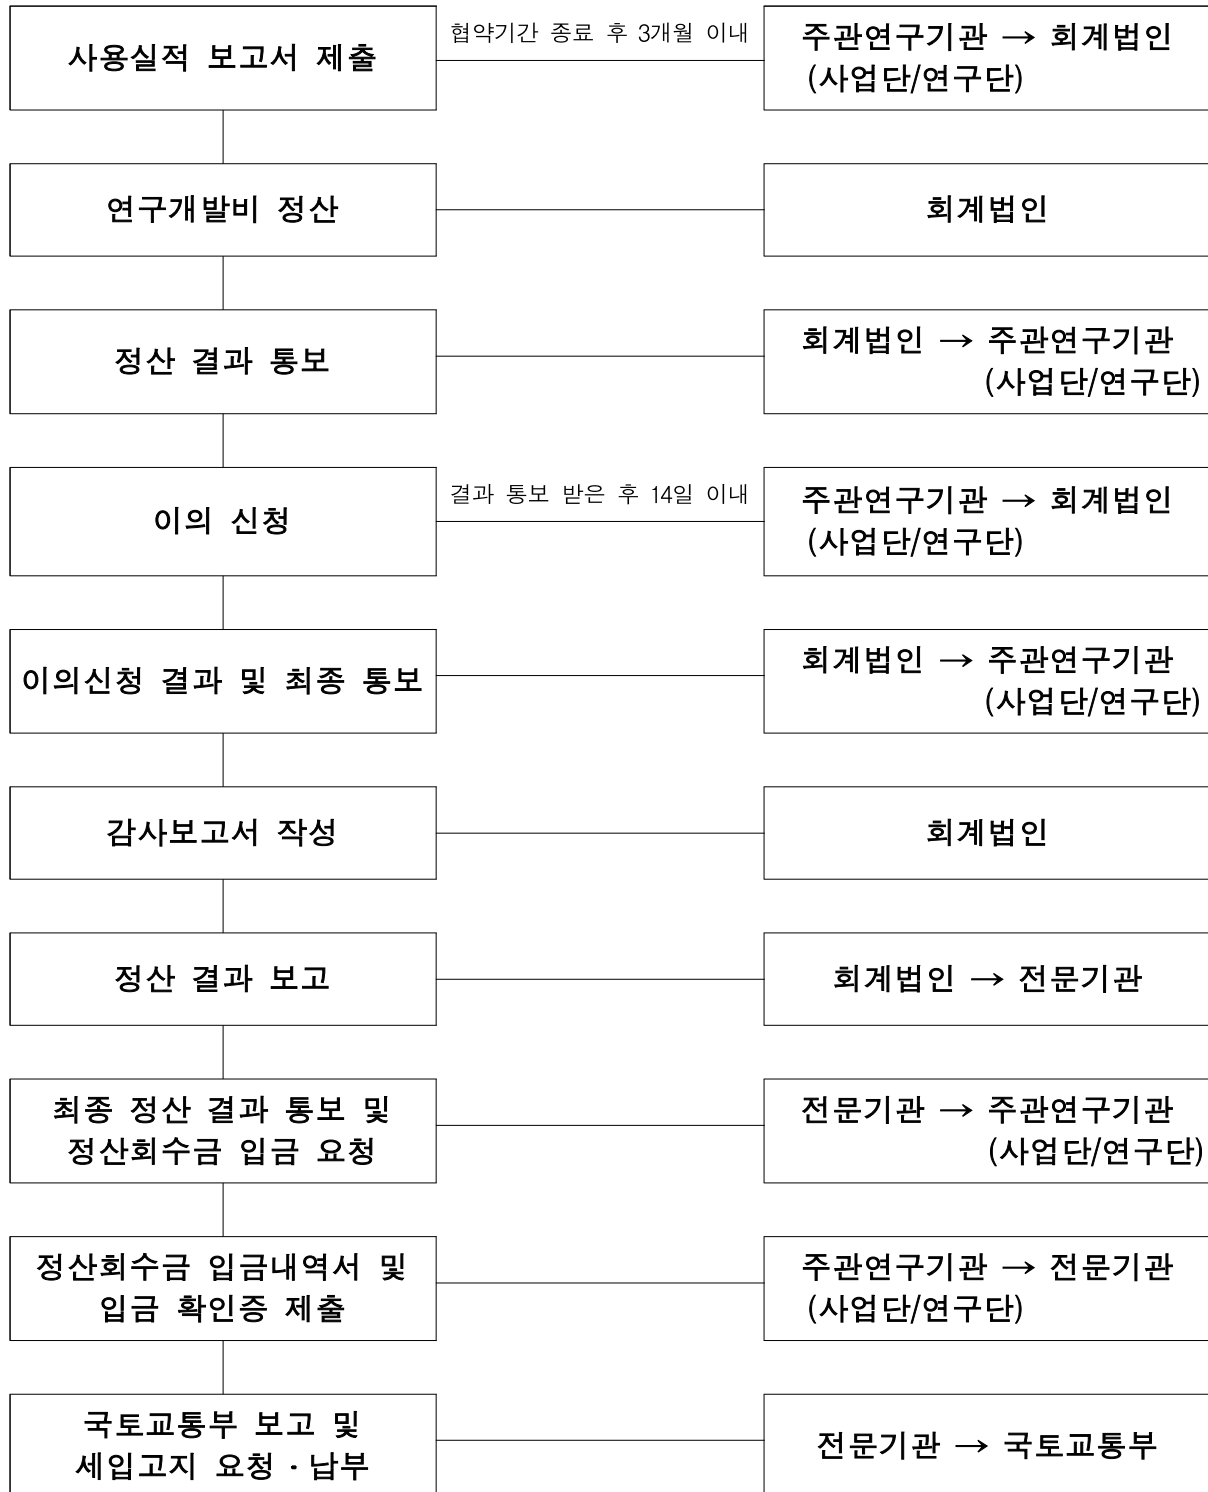 사용실적 보고서 제출
협약기간 종료 후 3개월 이내
주관연구기관 → 회계법인
(사업단/연구단)
연구개발비 정산
회계법인
정산 결과 통보
회계법인 → 주관연구기관
(사업단/연구단)
이의 신청
결과 통보 받은 후 14일 이내
주관연구기관 → 회계법인
(사업단/연구단)
이의신청 결과 및 최종 통보
회계법인 → 주관연구기관
(사업단/연구단)
감사보고서 작성
회계법인
정산 결과 보고
회계법인 → 전문기관
최종 정산 결과 통보 및
정산회수금 입금 요청
전문기관 → 주관연구기관
(사업단/연구단)
정산회수금 입금내역서 및
입금 확인증 제출
주관연구기관 → 전문기관
(사업단/연구단)
국토교통부 보고 및
세입고지 요청 · 납부
전문기관 → 국토교통부